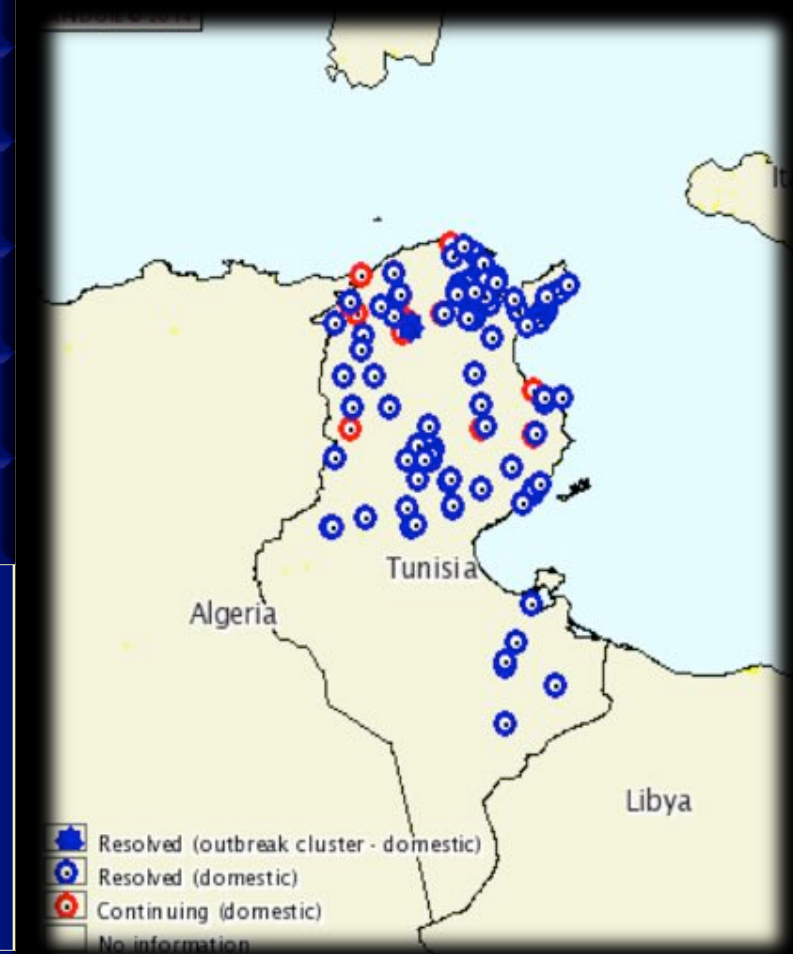 Tunisia
Algeria
Libya
Resolved (outbreak cluster - domestic)
Resolved (domestic)
Continuing (domestic)
No information